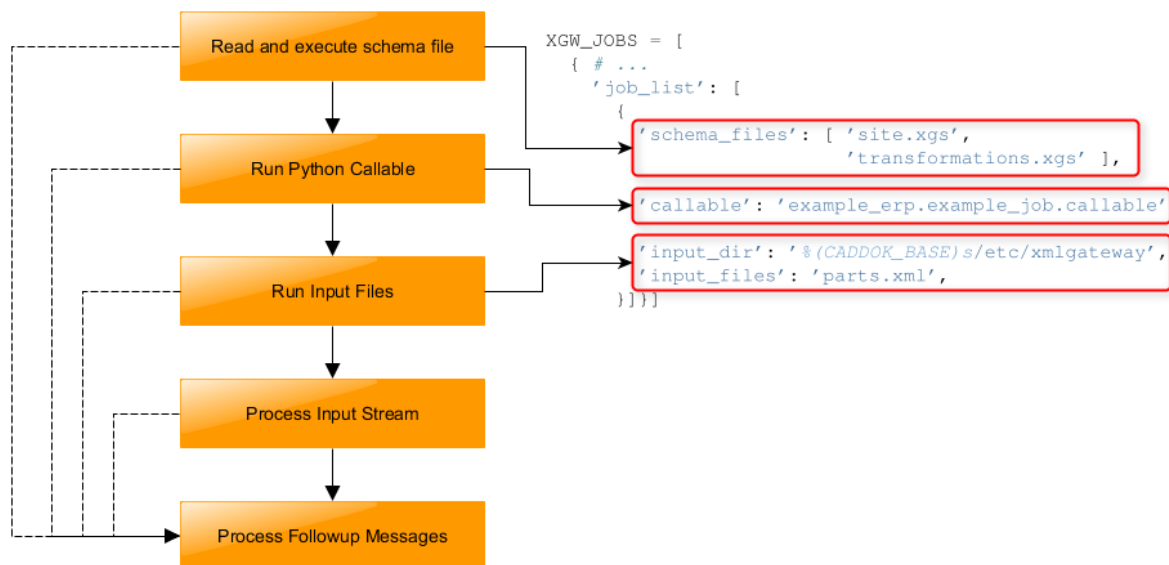 Read and execute schema file
Run Python Callable
Run Input Files
Process Input Stream
Process Followup Messages
XGW_JOBS = [
{ # ...
'job_list': [
{
'schema_files': [ 'site.xgs',
'transformations.xgs' ],
'callable': 'example_erp.example_job.callable'
'input_dir': '%(CADDOK_BASE)s/etc/xmlgateway',
'input_files': 'parts.xml',
}]}]